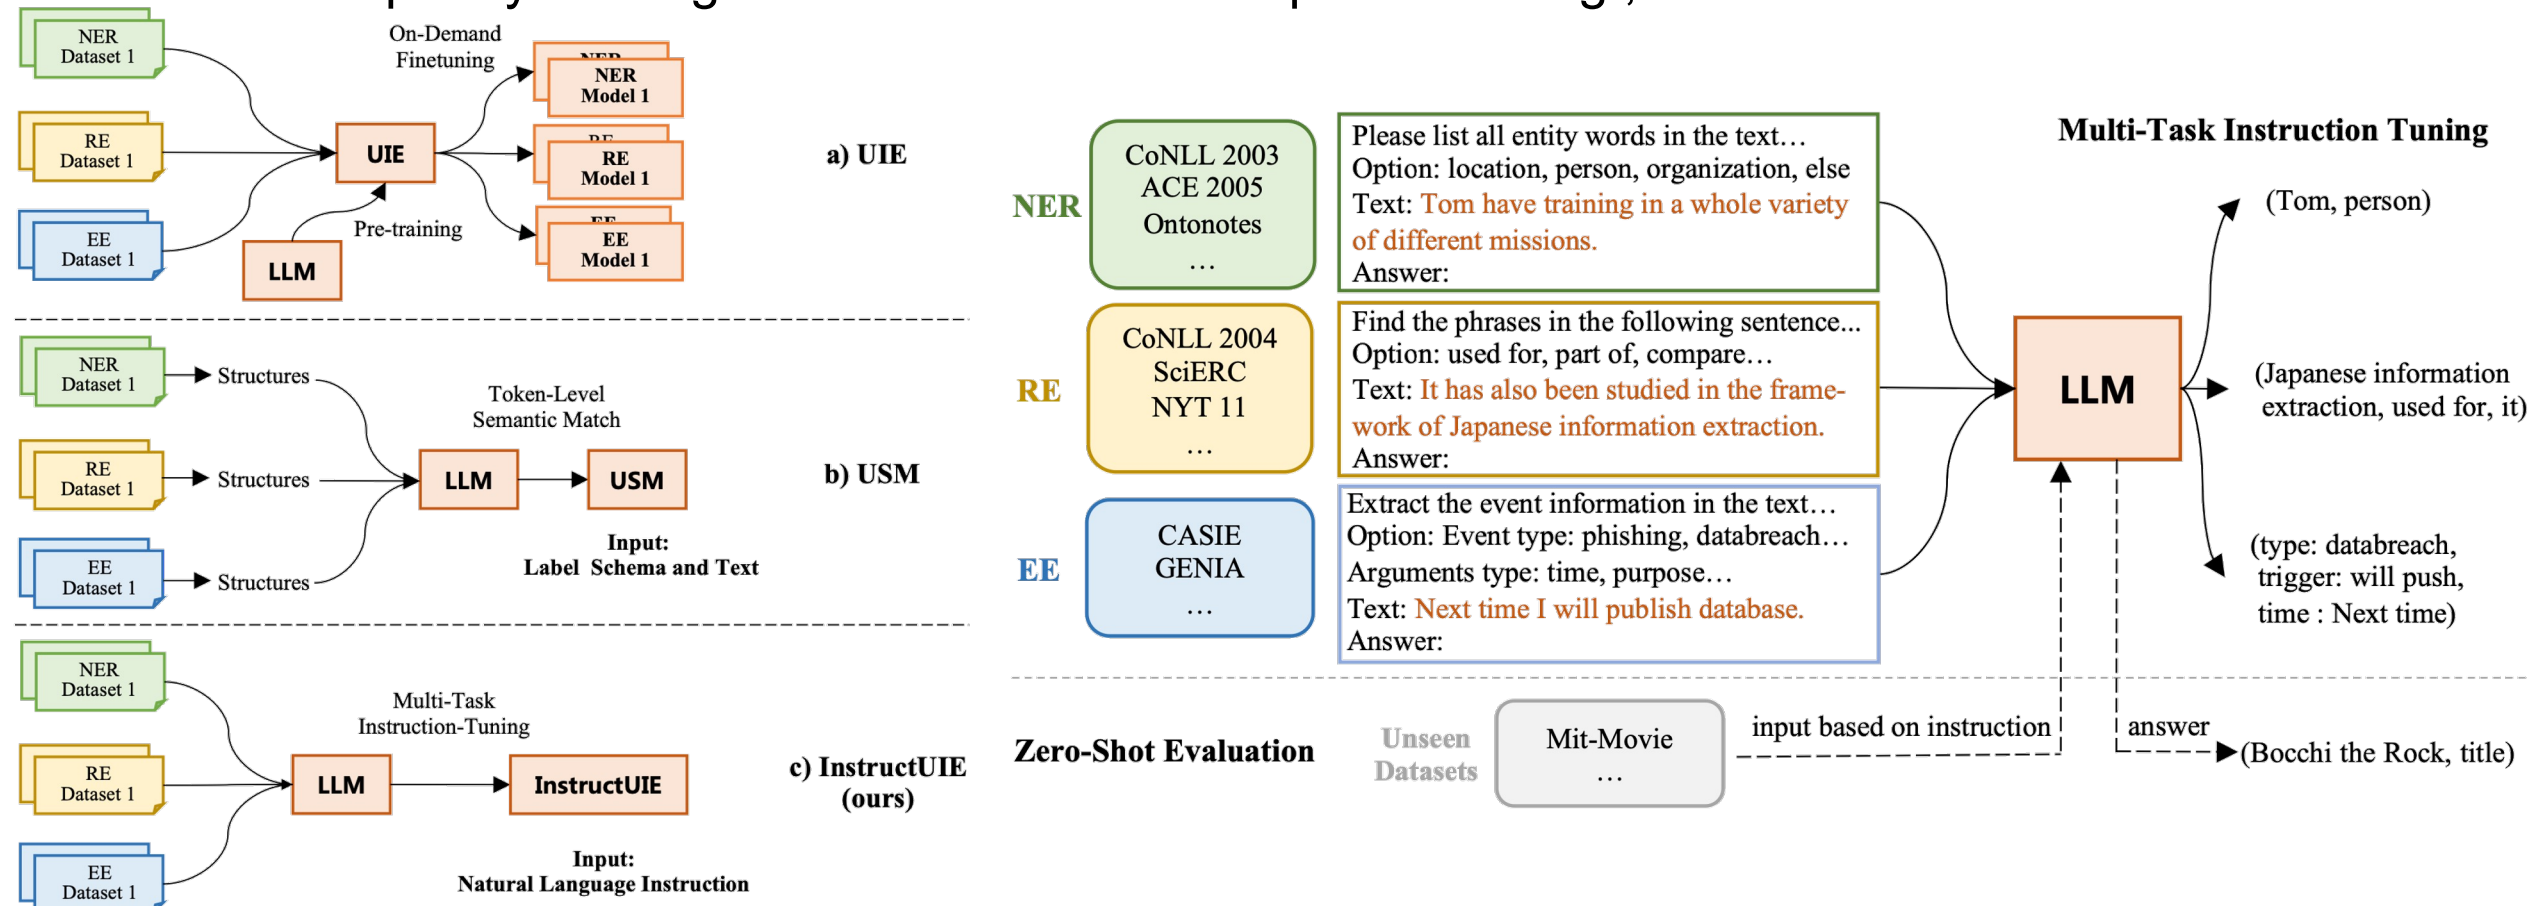 NER
Dataset 1
RE
Dataset 1
EE
Dataset 1
UIE
LLM
Pre-training
On-Demand
Finetuning
NER
NER
Model 1
RE
RE
Model 1
EE
EE
Model 1
a) UIE
NER
Dataset 1
Structures
RE
Dataset 1
Structures
EE
Dataset 1
Structures
Token-Level
Semantic Match
LLM
USM
Input:
Label Schema and Text
b) USM
NER
Dataset 1
RE
Dataset 1
EE
Dataset 1
Multi-Task
Instruction-Tuning
LLM
InstructUIE
Input:
Natural Language Instruction
c) InstructUIE
(ours)
Multi-Task Instruction Tuning
NER
CoNLL 2003
ACE 2005
Ontonotes
…
Please list all entity words in the text…
Option: location, person, organization, else
Text: Tom have training in a whole variety
of different missions.
Answer:
RE
CoNLL 2004
SciERC
NYT 11
…
Find the phrases in the following sentence...
Option: used for, part of, compare…
Text: It has also been studied in the frame-
work of Japanese information extraction.
Answer:
EE
CASIE
GENIA
…
Extract the event information in the text…
Option: Event type: phishing, databreach…
Arguments type: time, purpose…
Text: Next time I will publish database.
Answer:
LLM
(Tom, person)
(Japanese information
extraction, used for, it)
(type: databreach,
trigger: will push,
time : Next time)
Zero-Shot Evaluation
Unseen
Datasets
Mit-Movie
…
input based on instruction
answer
(Bocchi the Rock, title)